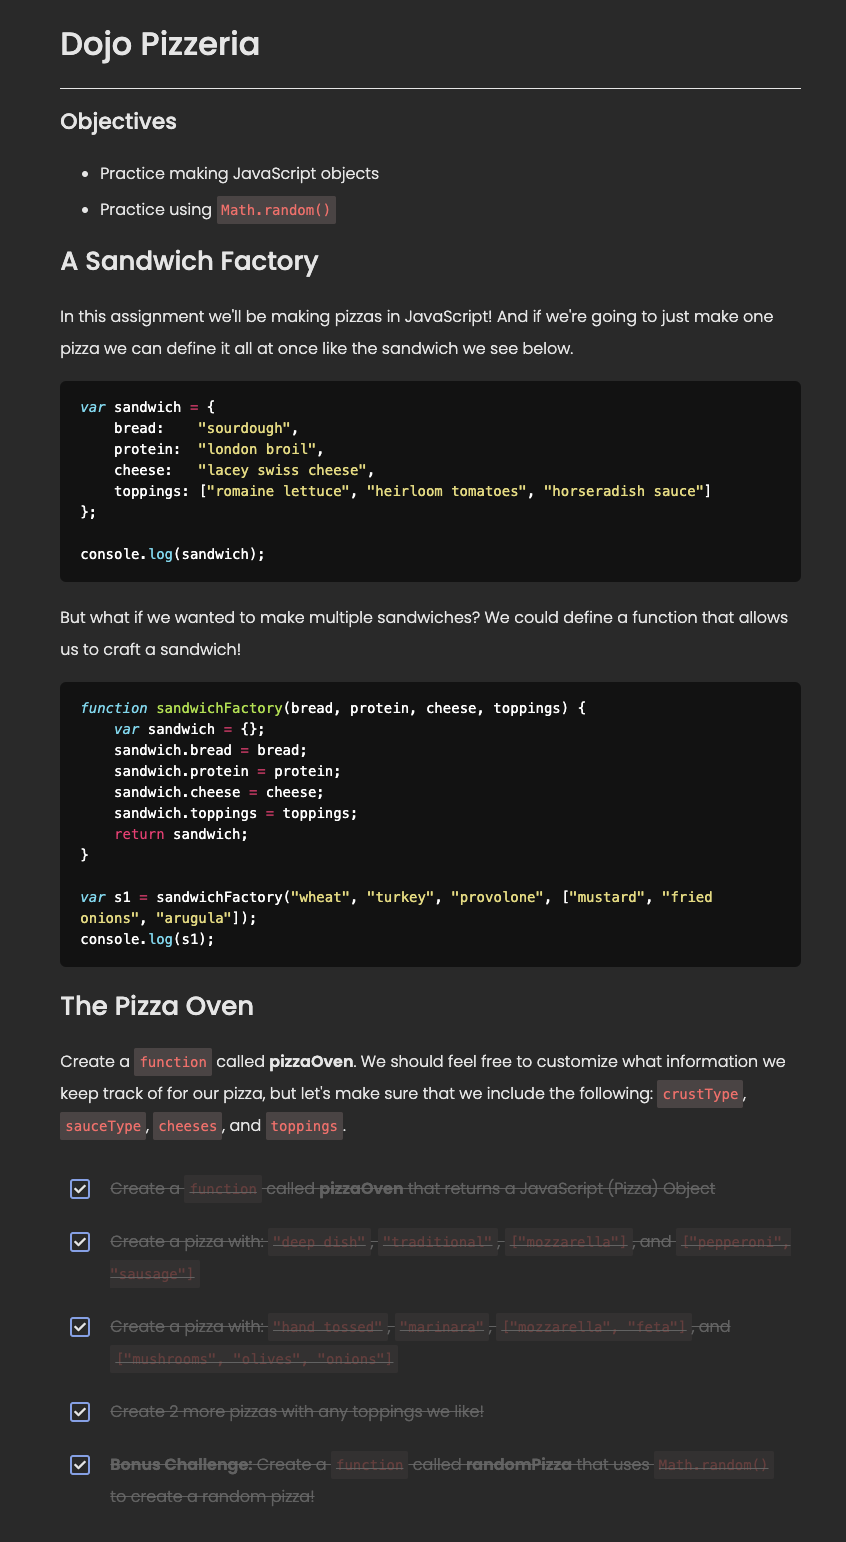 Dojo Pizzeria
Objectives
Practice making JavaScript objects
Practice using Math.random()
A Sandwich Factory
In this assignment we'll be making pizzas in JavaScript! And if we're going to just make one
pizza we can define it all at once like the sandwich we see below.
var sandwich = {
    bread:    "sourdough",
    protein:  "london broil",
    cheese:   "lacey swiss cheese",
    toppings: ["romaine lettuce", "heirloom tomatoes", "horseradish sauce"]
};
console.log(sandwich);
But what if we wanted to make multiple sandwiches? We could define a function that allows
us to craft a sandwich!
function sandwichFactory(bread, protein, cheese, toppings) {
    var sandwich = {};
    sandwich.bread = bread;
    sandwich.protein = protein;
    sandwich.cheese = cheese;
    sandwich.toppings = toppings;
    return sandwich;
}
var s1 = sandwichFactory("wheat", "turkey", "provolone", ["mustard", "fried
onions", "arugula"]);
console.log(s1);
The Pizza Oven
Create a function called pizzaOven. We should feel free to customize what information we
keep track of for our pizza, but let's make sure that we include the following: crustType,
sauceType, cheeses, and toppings.
Create a function called pizzaOven that returns a JavaScript (Pizza) Object
Create a pizza with: "deep dish", "traditional", ["mozzarella"], and ["pepperoni",
"sausage"]
Create a pizza with: "hand tossed", "marinara", ["mozzarella", "feta"], and
["mushrooms", "olives", "onions"]
Create 2 more pizzas with any toppings we like!
Bonus Challenge: Create a function called randomPizza that uses Math.random()
to create a random pizza!